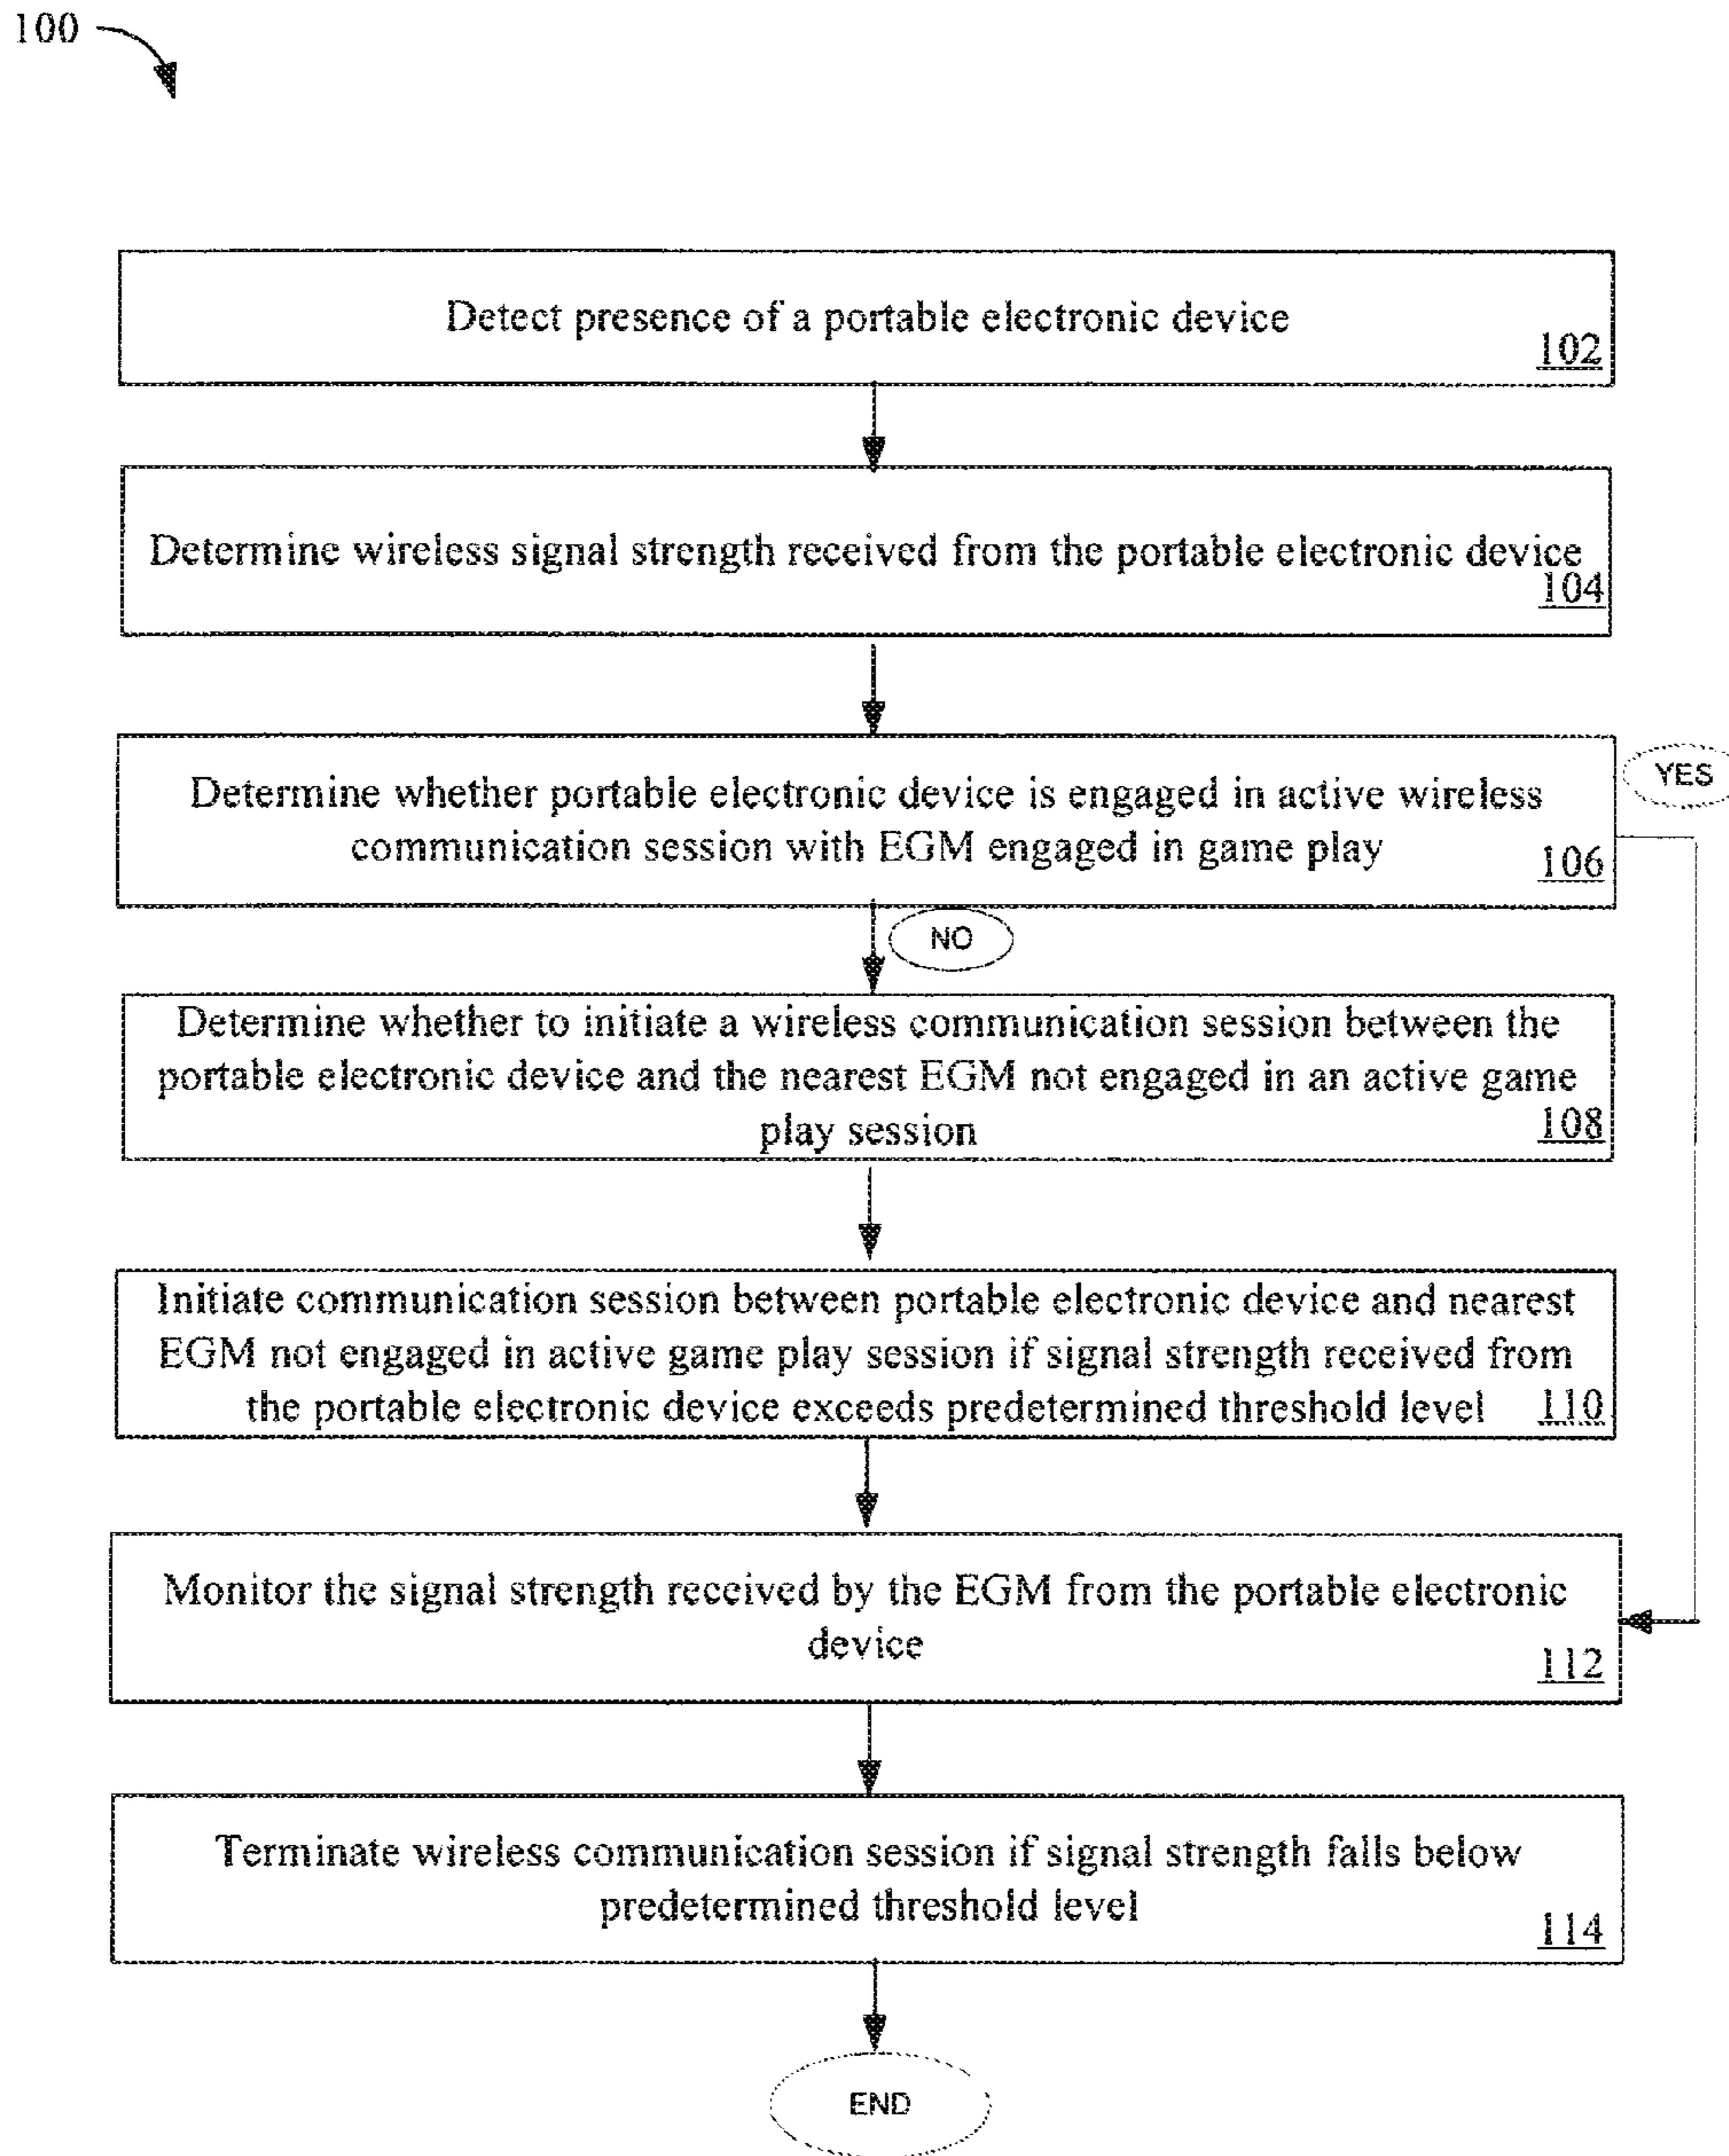 100
Detect presence of a portable electronic device
102
Determine wireless signal strength received from the portable electronic device
104
Determine whether portable electronic device is engaged in active wireless
communication session with EGM engaged in game play
106
YES
NO
Determine whether to initiate a wireless communication session between the
portable electronic device and the nearest EGM not engaged in an active game
play session
108
Initiate communication session between portable electronic device and nearest
EGM not engaged in active game play session if signal strength received from
the portable electronic device exceeds predetermined threshold level
110
Monitor the signal strength received by the EGM from the portable electronic
device
112
Terminate wireless communication session if signal strength falls below
predetermined threshold level
114
END